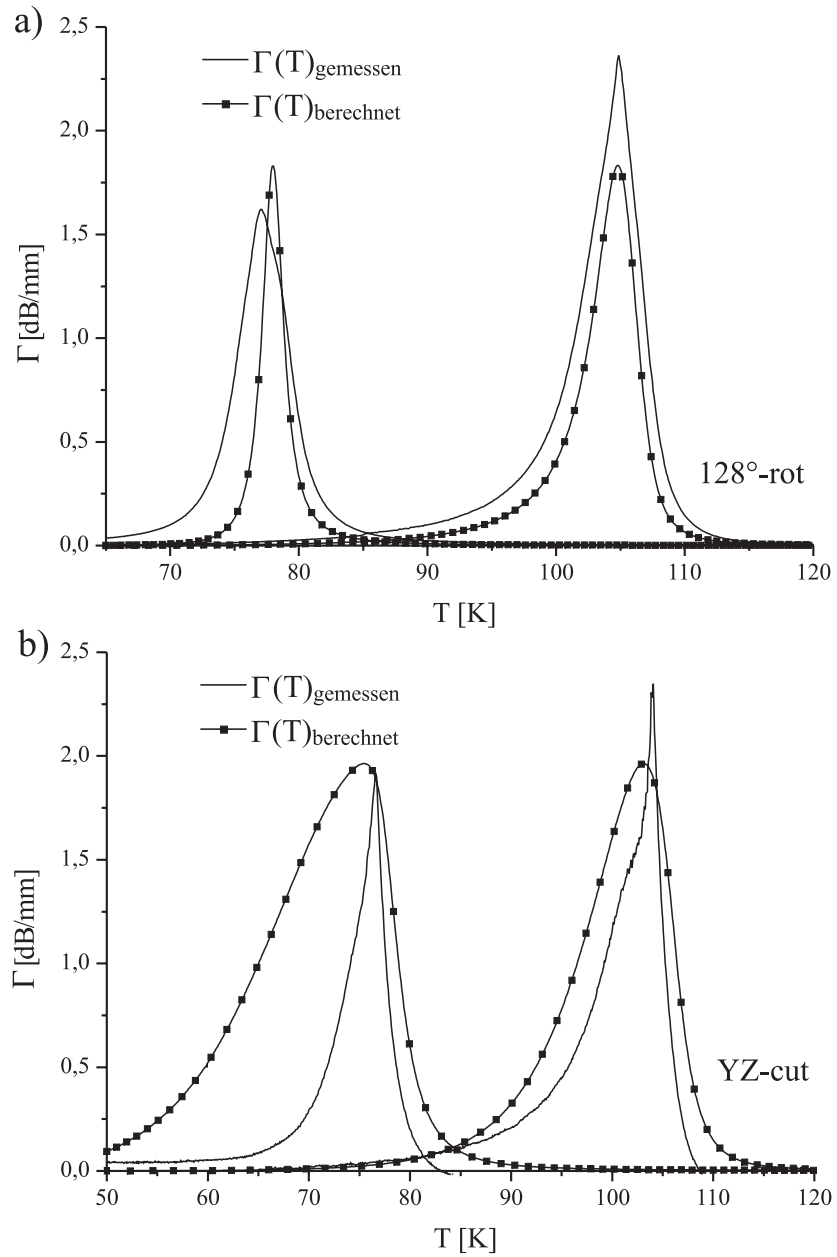 a)
2,5
2,0
1,5
1,0
0,5
0,0
Γ [dB/mm]
Γ(T)gemessen
Γ(T)berechnet
128°-rot
70 80 90 100 110 120
T [K]
b)
2,5
2,0
1,5
1,0
0,5
0,0
Γ [dB/mm]
Γ(T)gemessen
Γ(T)berechnet
YZ-cut
50 60 70 80 90 100 110 120
T [K]